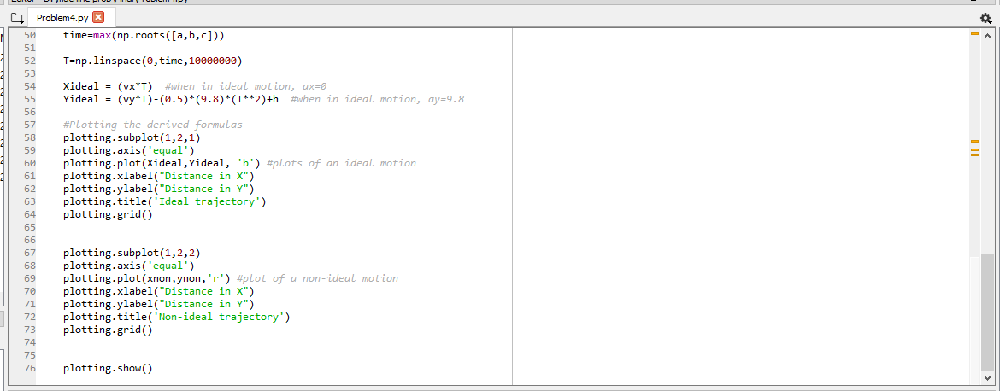 Problem4.py
50 time=max(np.roots([a,b,c]))
51
52 T=np.linspace(0,time,10000000)
53
54 Xideal = (vx*T)  #when in ideal motion, ax=0
55 Yideal = (vy*T)-(0.5)*(9.8)*(T**2)+h  #when in ideal motion, ay=9.8
56
57 #Plotting the derived formulas
58 plotting.subplot(1,2,1)
59 plotting.axis('equal')
60 plotting.plot(Xideal,Yideal, 'b') #plots of an ideal motion
61 plotting.xlabel("Distance in X")
62 plotting.ylabel("Distance in Y")
63 plotting.title('Ideal trajectory')
64 plotting.grid()
65
66
67 plotting.subplot(1,2,2)
68 plotting.axis('equal')
69 plotting.plot(xnon,ynon,'r') #plot of a non-ideal motion
70 plotting.xlabel("Distance in X")
71 plotting.ylabel("Distance in Y")
72 plotting.title('Non-ideal trajectory')
73 plotting.grid()
74
75
76 plotting.show()